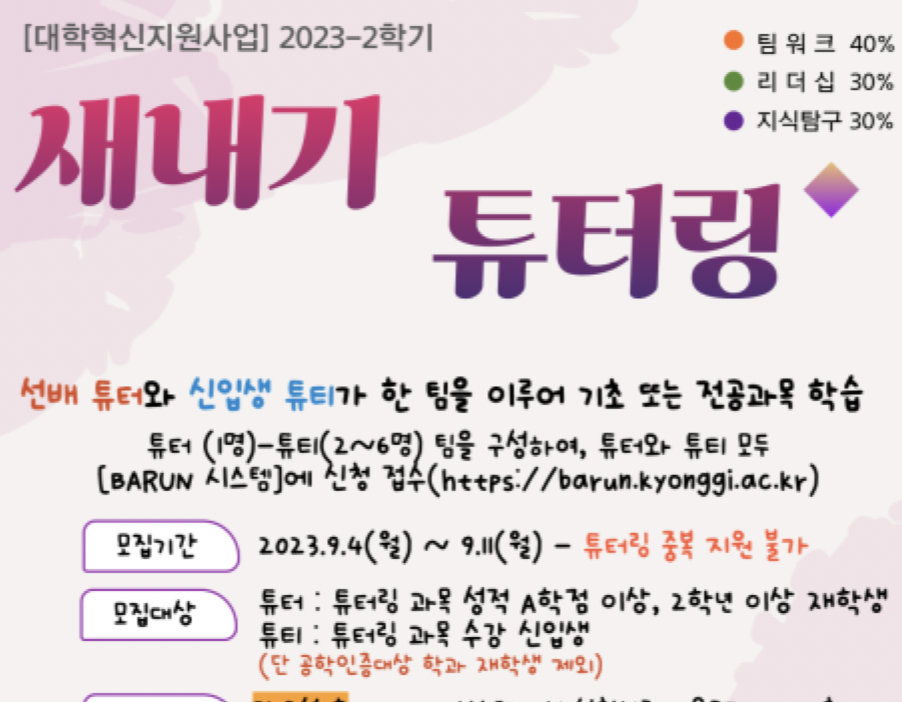 [대학혁신지원사업] 2023-2학기
팀 워 크 40%
리 더 십 30%
지식탐구 30%
새내기
튜터링
선배 튜터와 신입생 튜티가 한 팀을 이루어 기초 또는 전공과목 학습
튜터 (1명)-튜티(2~6명) 팀을 구성하여, 튜터와 튜티 모두
[BARUN 시스템]에 신청 접수(https://barun.kyonggi.ac.kr)
모집기간
2023.9.4(월) ~ 9.11(월) - 튜터링 중복 지원 불가
모집대상
튜터 : 튜터링 과목 성적 A학점 이상, 2학년 이상 재학생
튜티 : 튜터링 과목 수강 신입생
(단 공학인증대상 학과 재학생 제외)